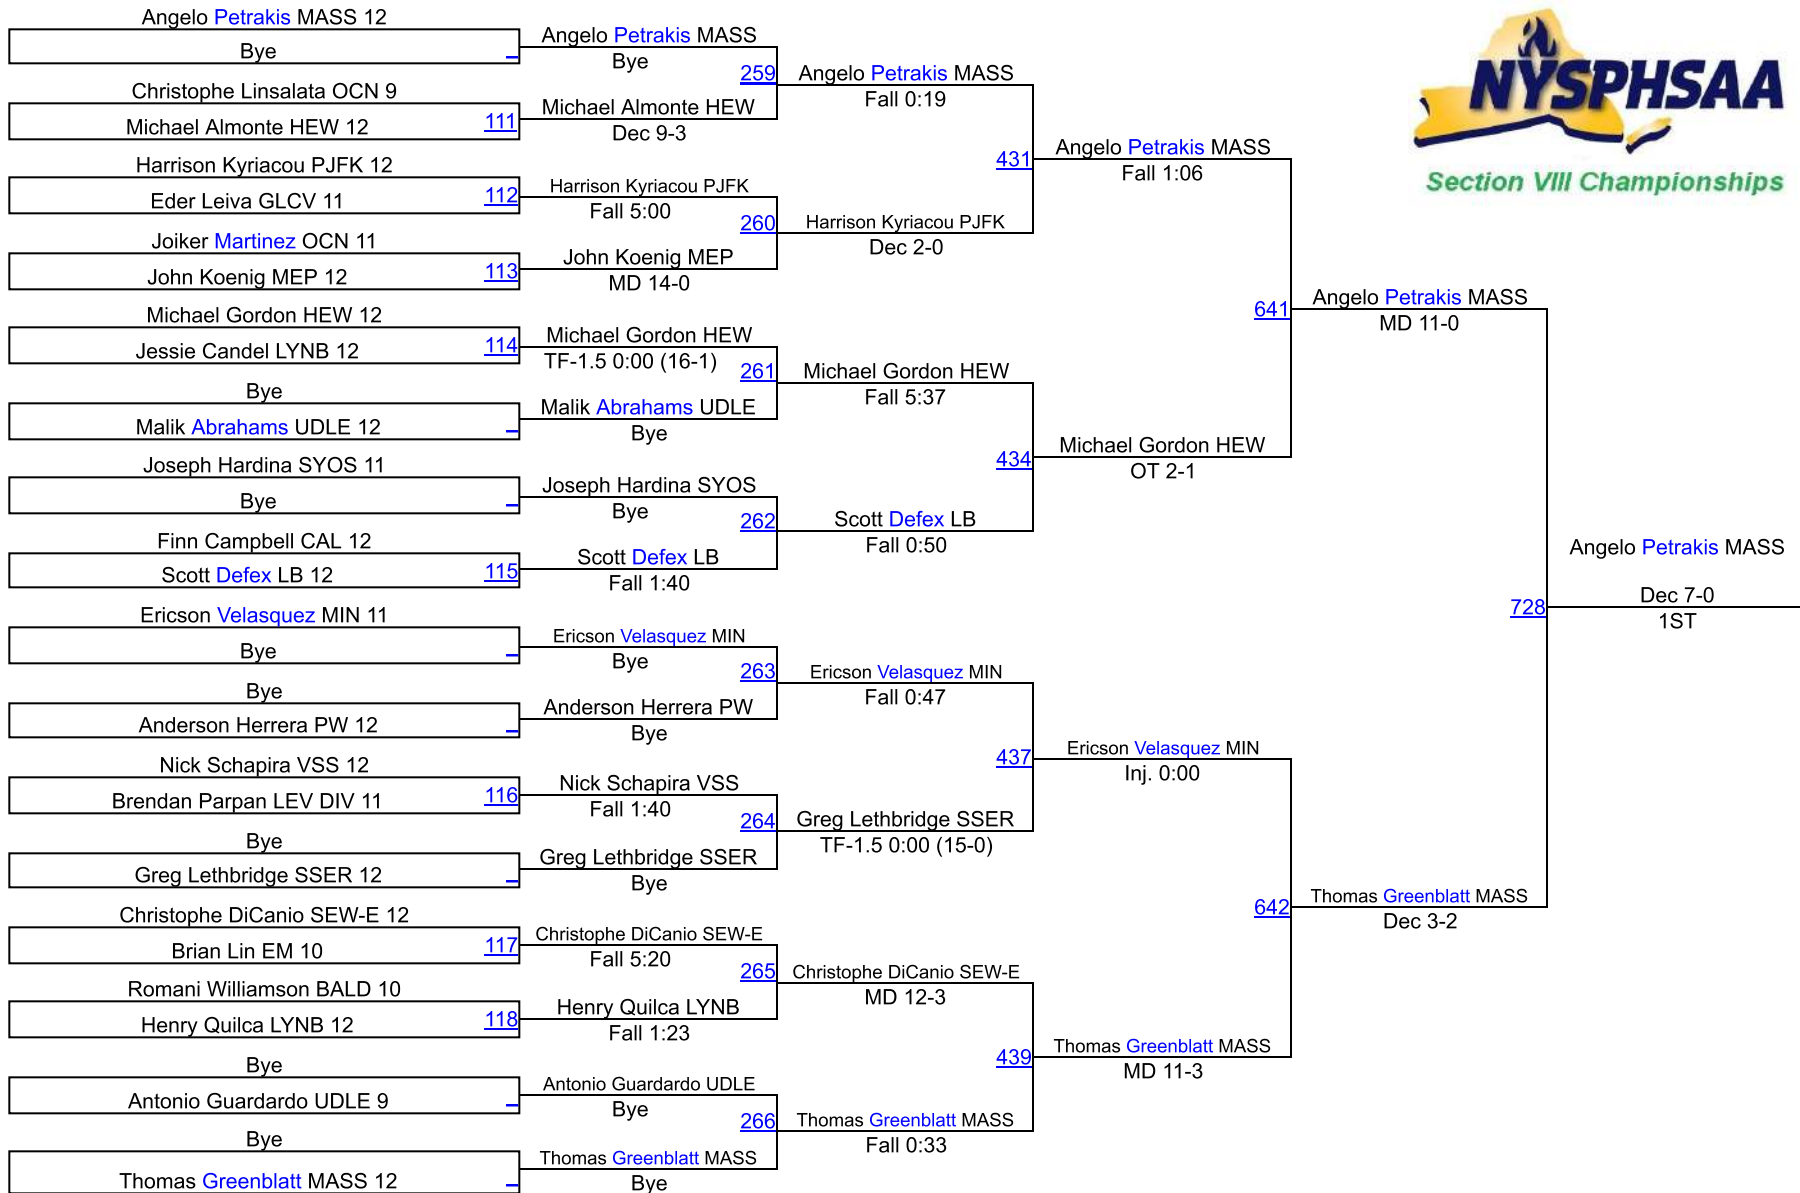 Angelo Petrakis MASS 12
Bye
Christophe Linsalata OCN 9
Michael Almonte HEW 12
111
Harrison Kyriacou PJFK 12
Eder Leiva GLCV 11
112
Joiker Martinez OCN 11
John Koenig MEP 12
113
Michael Gordon HEW 12
Jessie Candel LYNB 12
114
Bye
Malik Abrahams UDLE 12
Joseph Hardina SYOS 11
Bye
Finn Campbell CAL 12
Scott Defex LB 12
115
Ericson Velasquez MIN 11
Bye
Bye
Anderson Herrera PW 12
Nick Schapira VSS 12
Brendan Parpan LEV DIV 11
116
Bye
Greg Lethbridge SSER 12
Christophe DiCanio SEW-E 12
Brian Lin EM 10
117
Romani Williamson BALD 10
Henry Quilca LYNB 12
118
Bye
Antonio Guardardo UDLE 9
Bye
Thomas Greenblatt MASS 12
Angelo Petrakis MASS
Bye
259
Michael Almonte HEW
Dec 9-3
Harrison Kyriacou PJFK
Fall 5:00
260
John Koenig MEP
MD 14-0
Michael Gordon HEW
TF-1.5 0:00 (16-1)
261
Malik Abrahams UDLE
Bye
Joseph Hardina SYOS
Bye
262
Scott Defex LB
Fall 1:40
Ericson Velasquez MIN
Bye
263
Anderson Herrera PW
Bye
Nick Schapira VSS
Fall 1:40
264
Greg Lethbridge SSER
Bye
Christophe DiCanio SEW-E
Fall 5:20
265
Henry Quilca LYNB
Fall 1:23
Antonio Guardardo UDLE
Bye
266
Thomas Greenblatt MASS
Bye
Angelo Petrakis MASS
Fall 0:19
431
Harrison Kyriacou PJFK
Dec 2-0
Michael Gordon HEW
Fall 5:37
434
Scott Defex LB
Fall 0:50
Ericson Velasquez MIN
Fall 0:47
437
Greg Lethbridge SSER
TF-1.5 0:00 (15-0)
Christophe DiCanio SEW-E
MD 12-3
439
Thomas Greenblatt MASS
Fall 0:33
Angelo Petrakis MASS
Fall 1:06
641
Michael Gordon HEW
OT 2-1
Ericson Velasquez MIN
Inj. 0:00
642
Thomas Greenblatt MASS
MD 11-3
Angelo Petrakis MASS
MD 11-0
728
Thomas Greenblatt MASS
Dec 3-2
Angelo Petrakis MASS
Dec 7-0
1ST
NYSPHSAA
Section VIII Championships